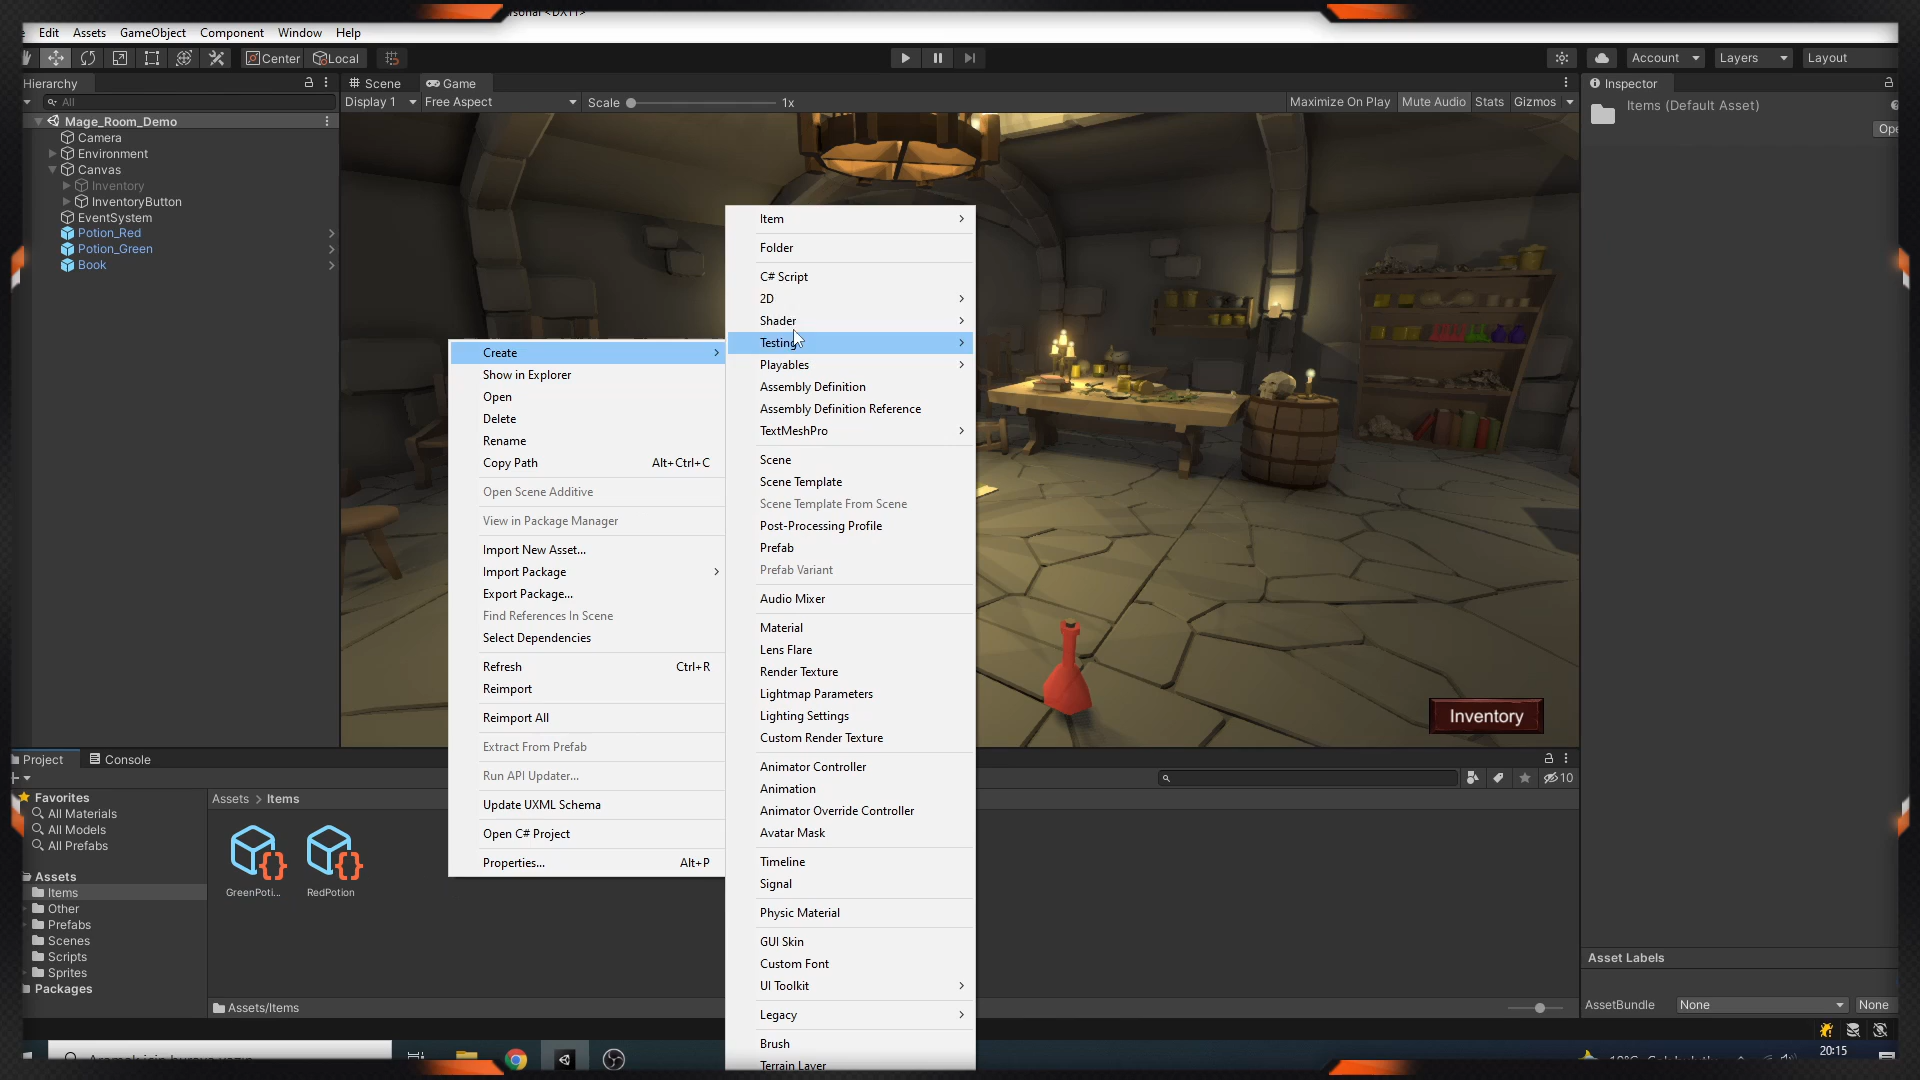 Edit Assets GameObject Component Window Help
Center Local
Account Layers Layout
Hierarchy
All
Mage_Room_Demo
Camera
Environment
Canvas
Inventory
InventoryButton
EventSystem
Potion_Red
Potion_Green
Book
Scene Game
Display 1 Free Aspect Scale 1x Maximize On Play Mute Audio Stats Gizmos
Inspector
Items (Default Asset)
Create
Show in Explorer
Open
Delete
Rename
Copy Path Alt+Ctrl+C
Open Scene Additive
View in Package Manager
Import New Asset...
Import Package
Export Package...
Find References In Scene
Select Dependencies
Refresh Ctrl+R
Reimport
Reimport All
Extract From Prefab
Run API Updater...
Update UXML Schema
Open C# Project
Properties... Alt+P
Item
Folder
C# Script
2D
Shader
Testing
Playables
Assembly Definition
Assembly Definition Reference
TextMeshPro
Scene
Scene Template
Scene Template From Scene
Post-Processing Profile
Prefab
Prefab Variant
Audio Mixer
Material
Lens Flare
Render Texture
Lightmap Parameters
Lighting Settings
Custom Render Texture
Animator Controller
Animation
Animator Override Controller
Avatar Mask
Timeline
Signal
Physic Material
GUI Skin
Custom Font
UI Toolkit
Legacy
Brush
Terrain Layer
Inventory
Project Console
10
Favorites
All Materials
All Models
All Prefabs
Assets
Items
Other
Prefabs
Scenes
Scripts
Sprites
Packages
Assets > Items
GreenPoti...
RedPotion
Assets/Items
Asset Labels
AssetBundle None None
20:15